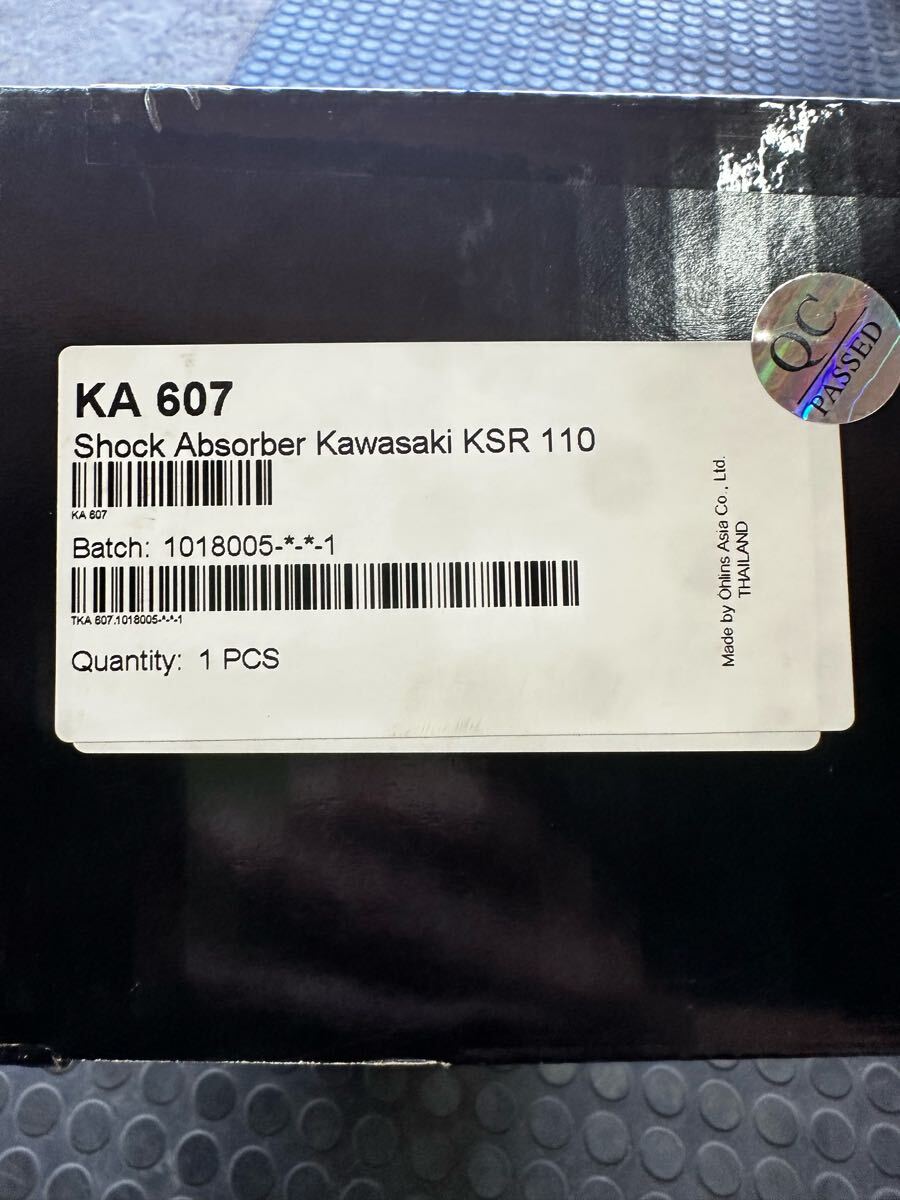 KA 607
Shock Absorber Kawasaki KSR 110
KA 607
Batch: 1018005-*-*-1
TKA 607.1018005-*-*-1
Quantity: 1 PCS
Made by Öhlins Asia Co., Ltd.
THAILAND
QC
PASSED